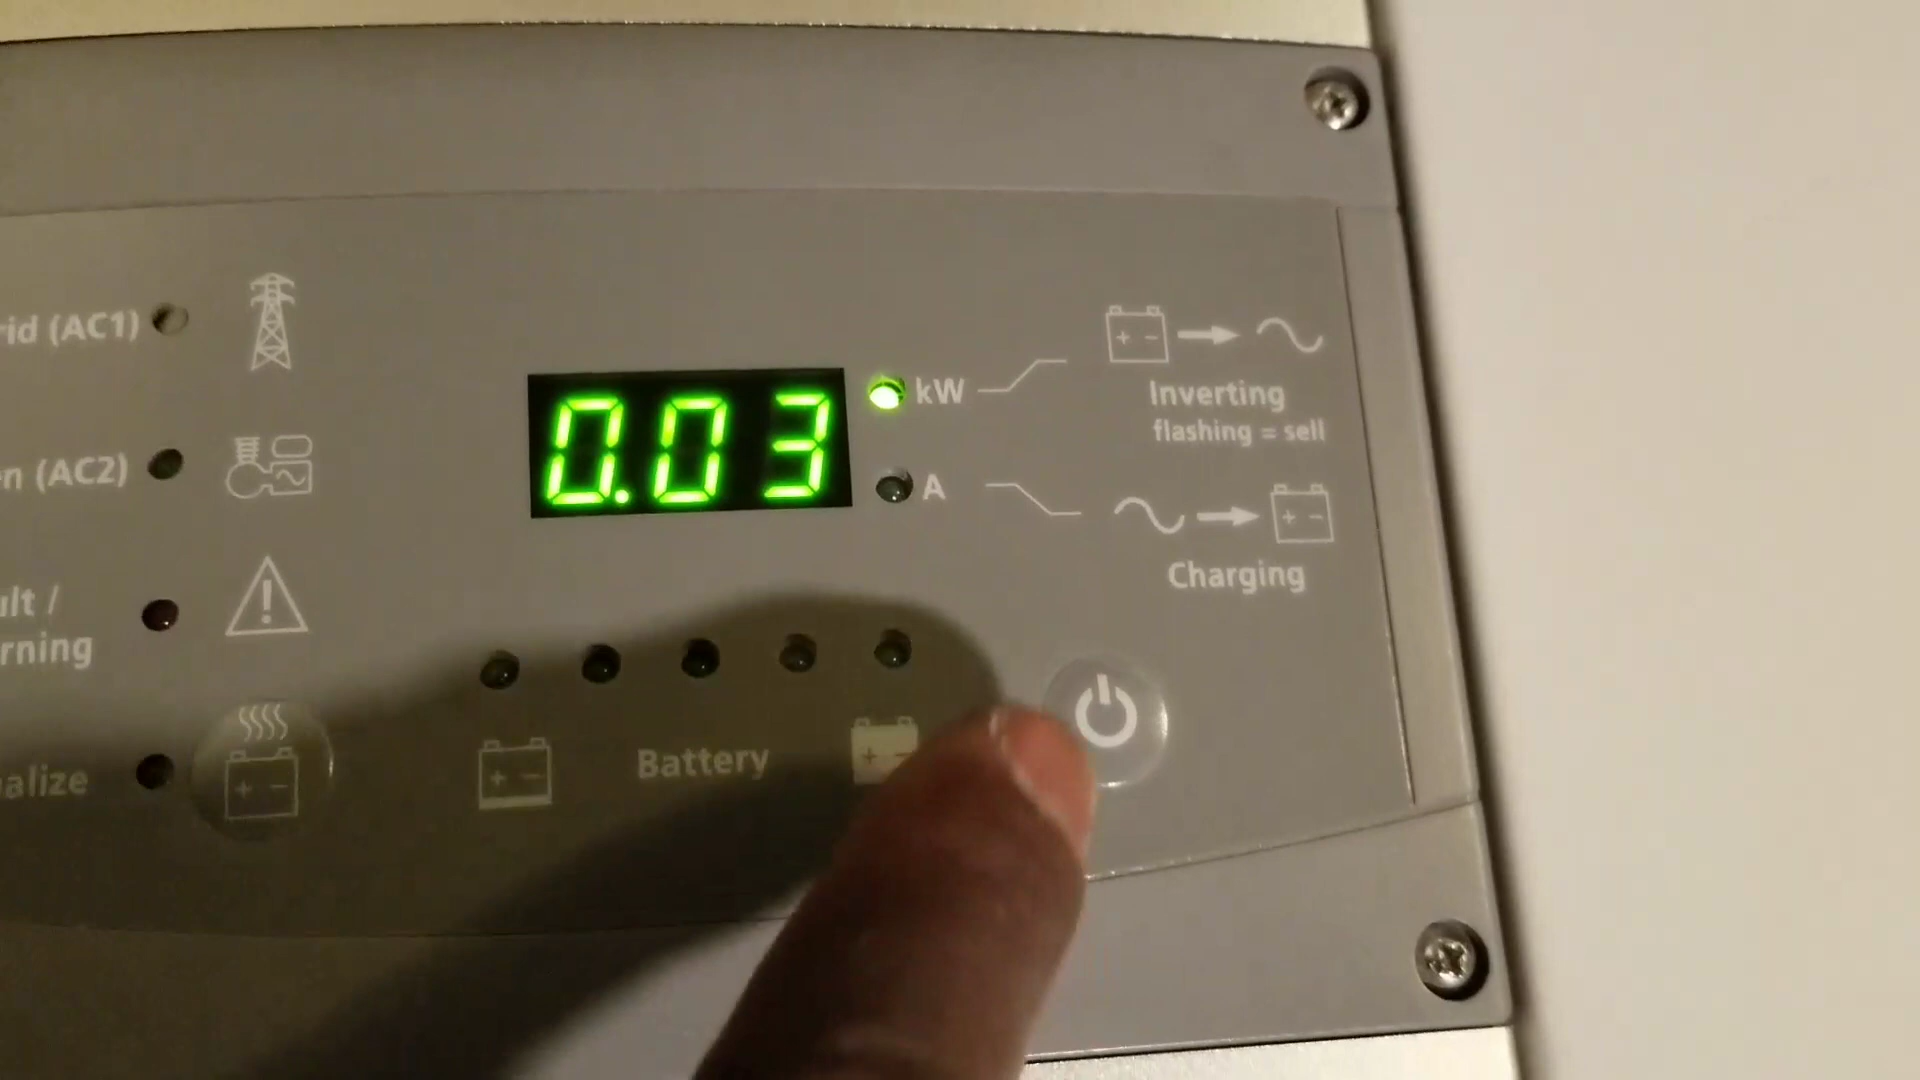 rid (AC1)
0.03
kW
Inverting
flashing = sell
n (AC2)
A
Charging
ult /
rning
Battery
alize